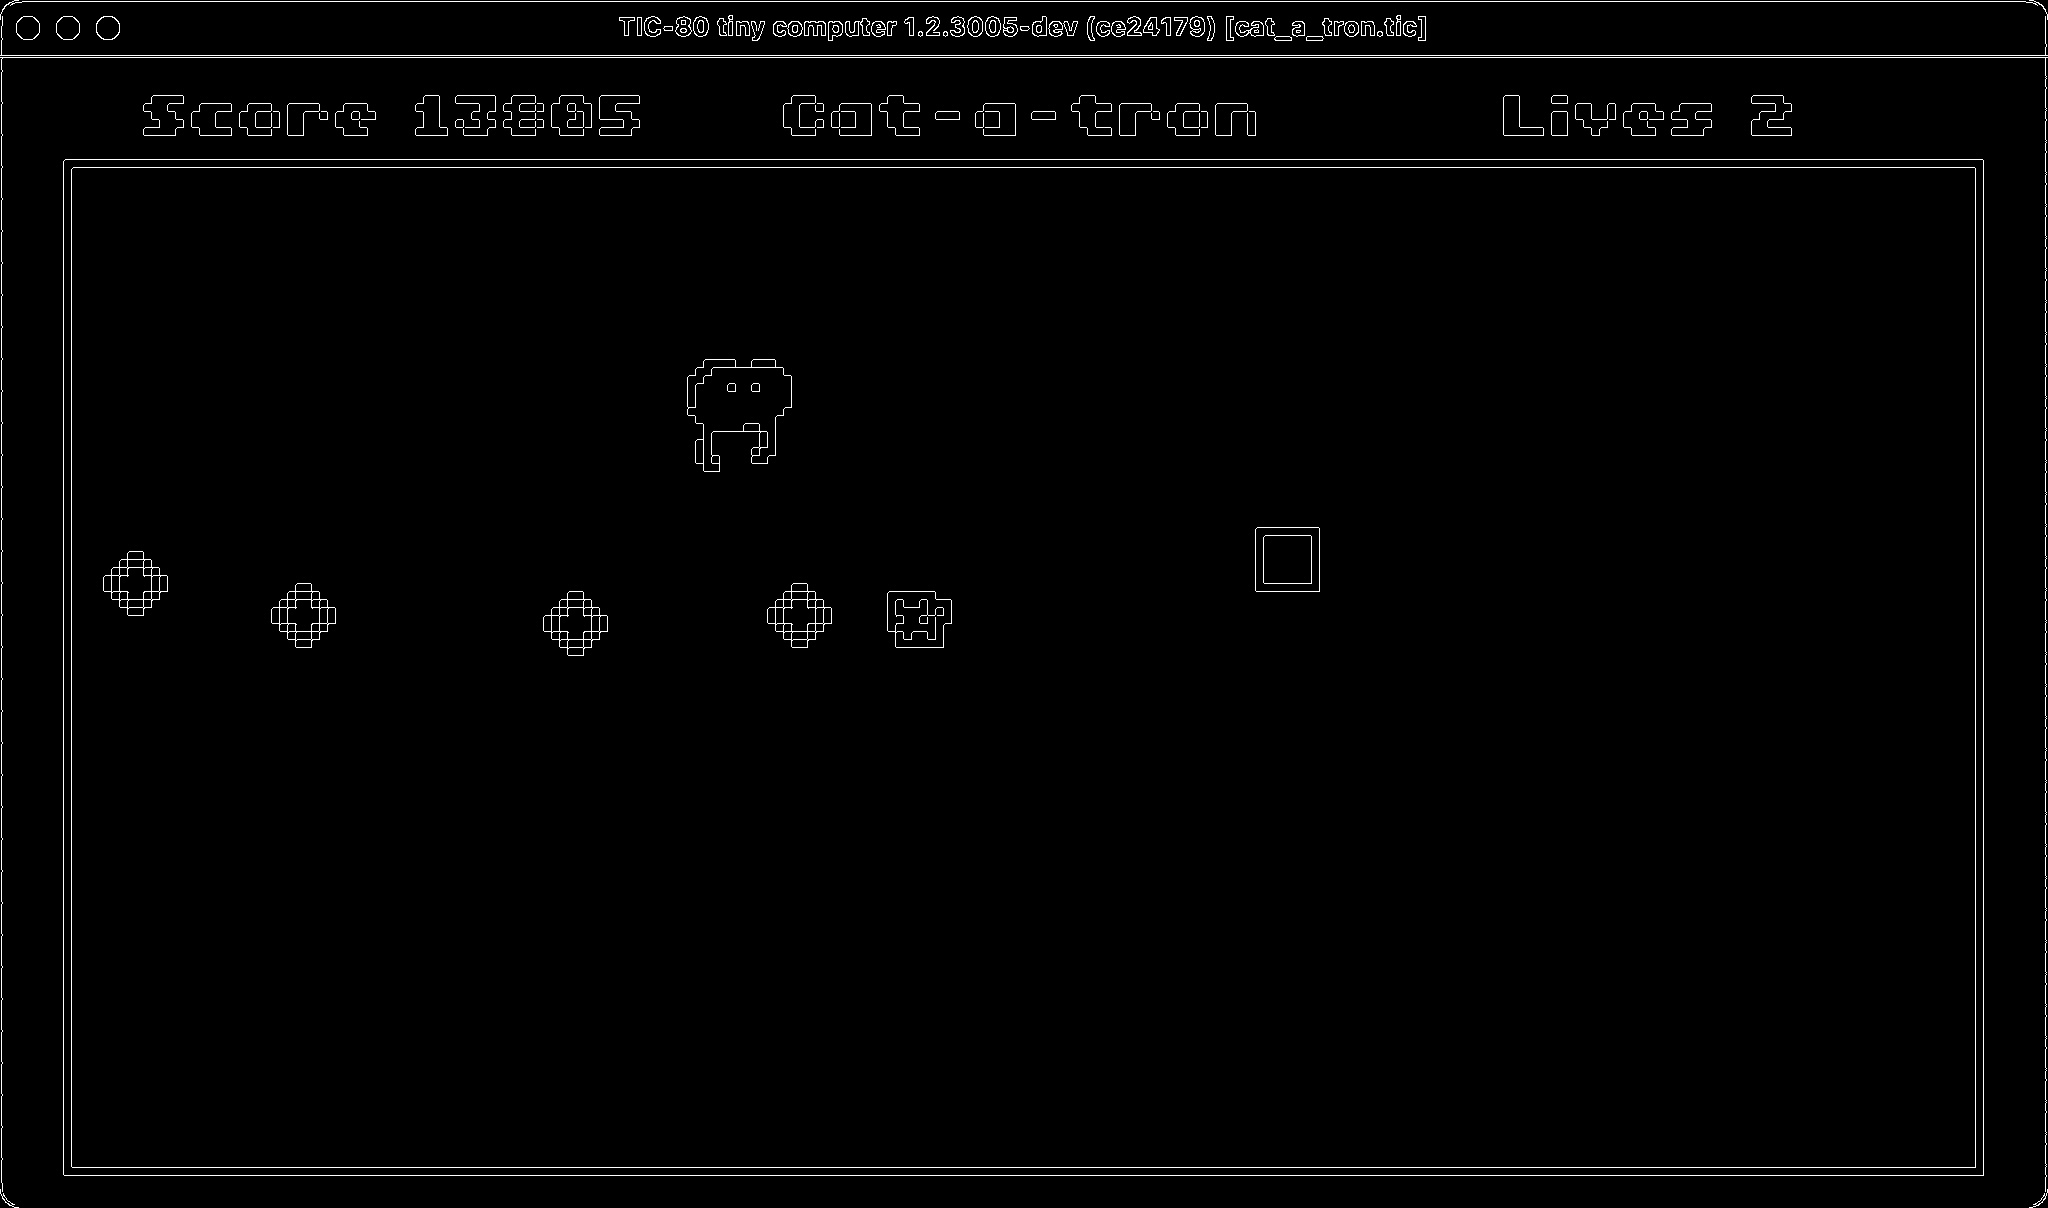 TIC-80 tiny computer 1.2.3005-dev (ce24179) [cat_a_tron.tic]
Score 13805 Cat-a-tron Lives 2